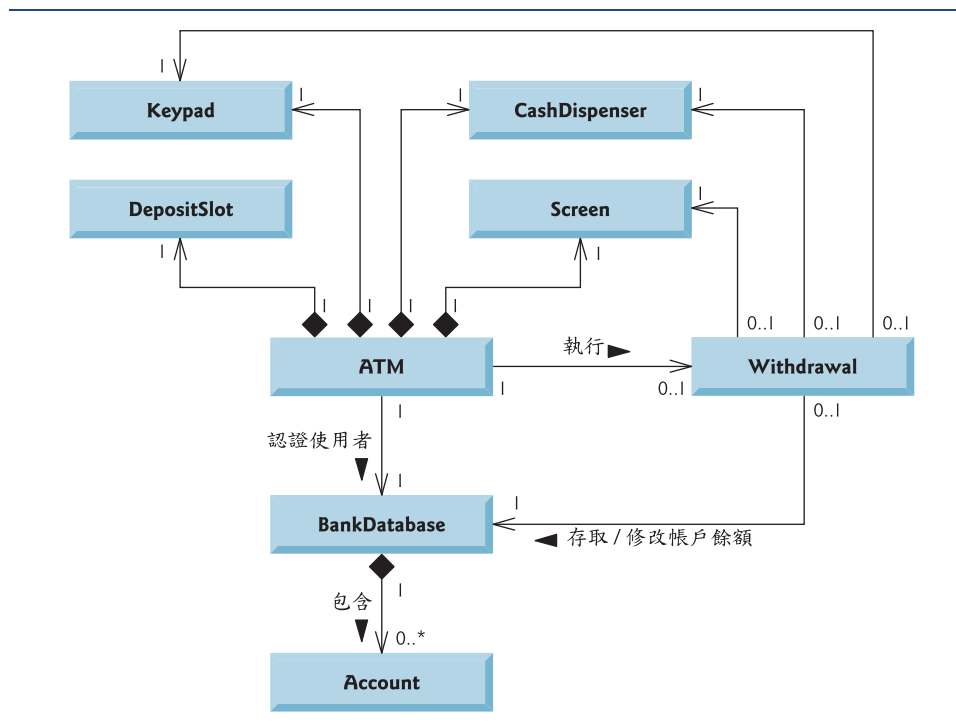 1
Keypad
1
1
CashDispenser
1
DepositSlot
Screen
1
1
1
1
1
1
1
0..1
0..1
0..1
執行
ATM
Withdrawal
1
0..1
1
0..1
認證使用者
1
1
BankDatabase
存取 / 修改帳戶餘額
1
包含
0..*
Account